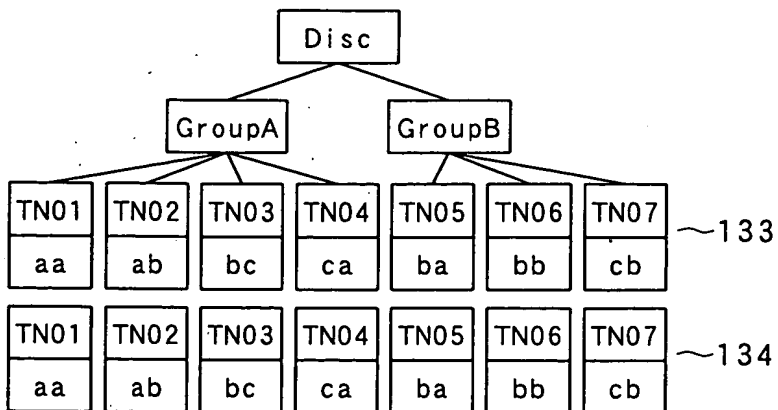 Disc
GroupA GroupB
TN01 TN02 TN03 TN04 TN05 TN06 TN07
aa ab bc ca ba bb cb
~133
TN01 TN02 TN03 TN04 TN05 TN06 TN07
aa ab bc ca ba bb cb
~134